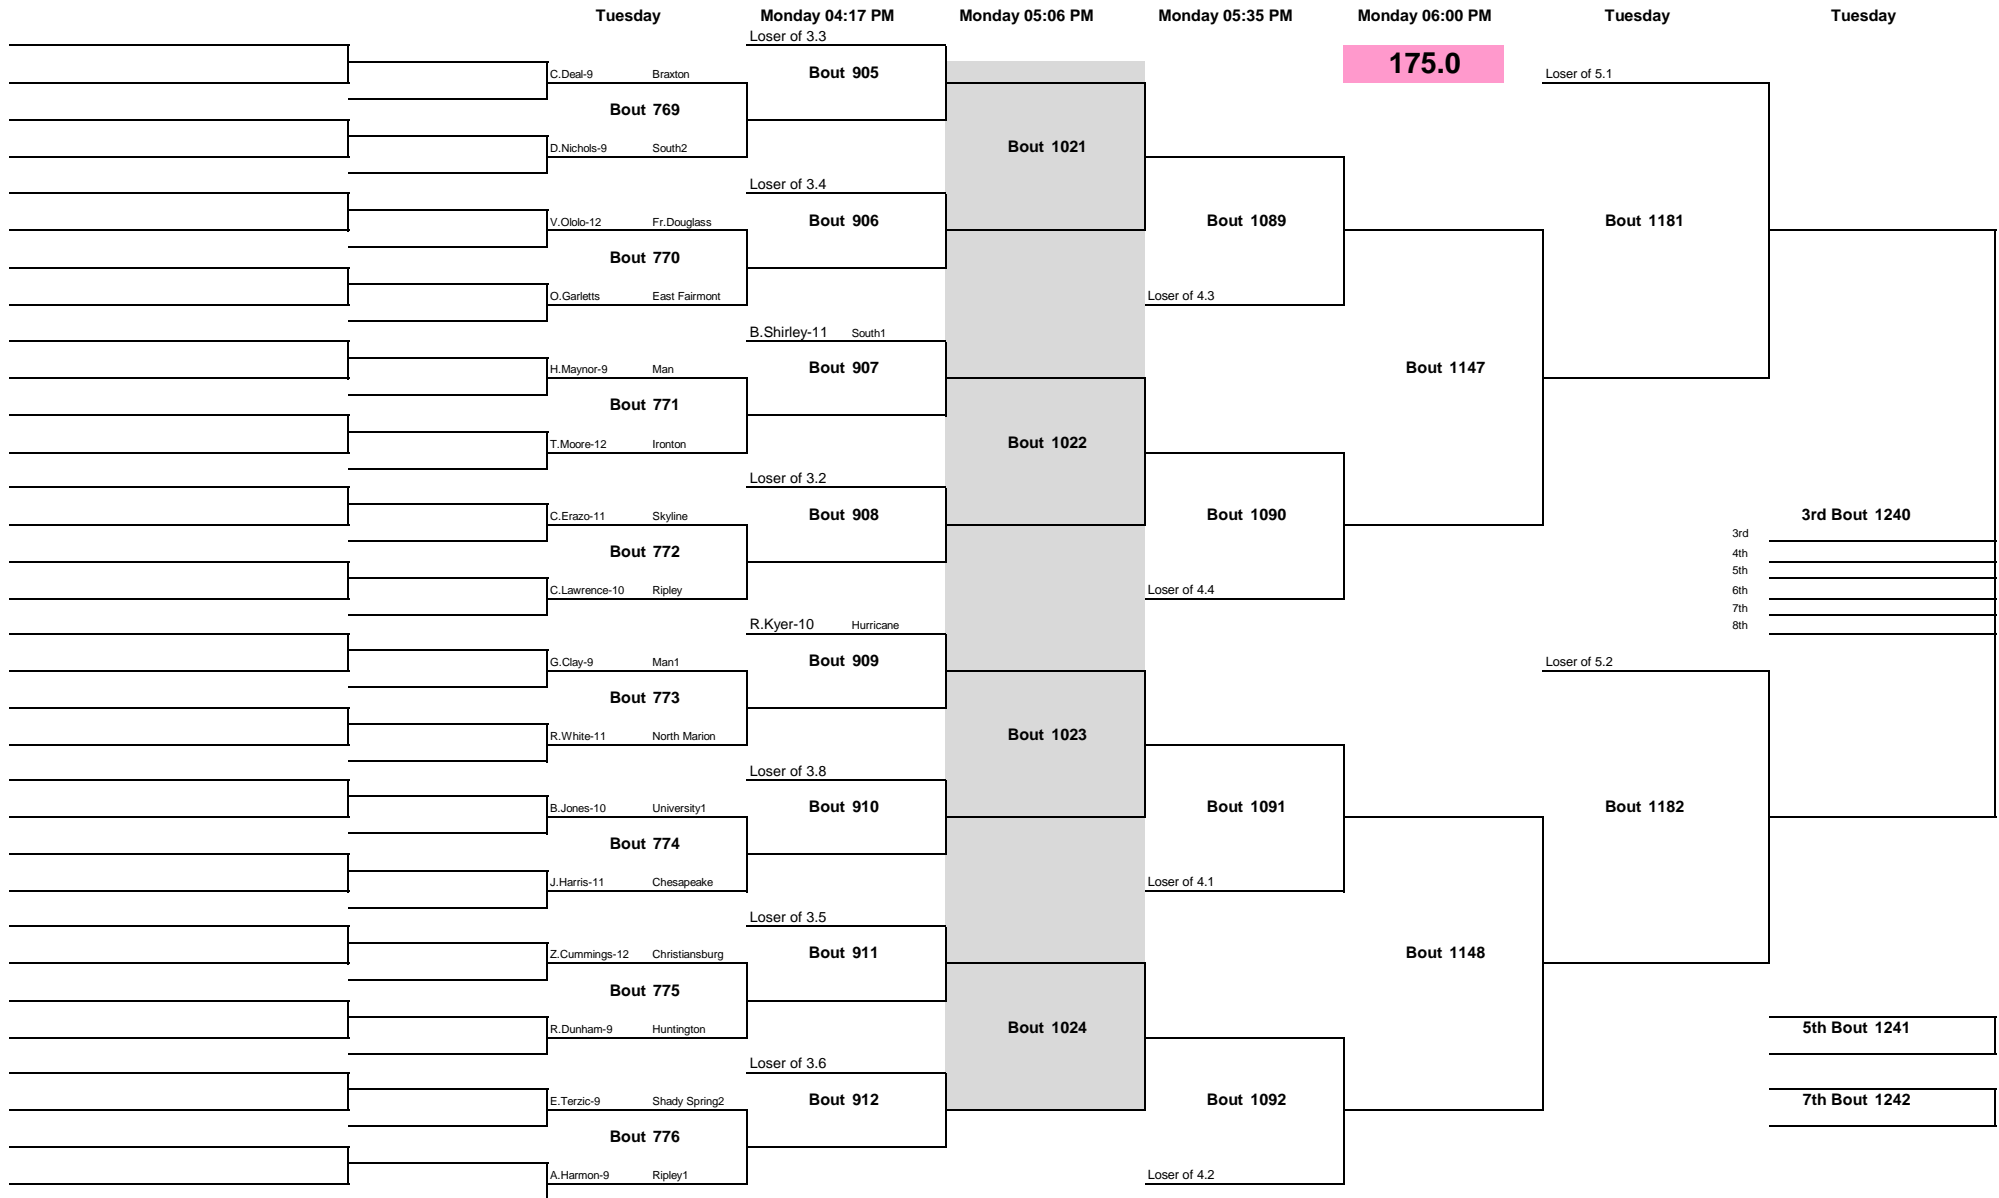 Tuesday Monday 04:17 PM Monday 05:06 PM Monday 05:35 PM Monday 06:00 PM Tuesday Tuesday
Loser of 3.3
175.0
C.Deal-9 Braxton Bout 905 Loser of 5.1
Bout 769
D.Nichols-9 South2 Bout 1021
Loser of 3.4
V.Ololo-12 Fr.Douglass Bout 906 Bout 1089 Bout 1181
Bout 770
O.Garletts East Fairmont Loser of 4.3
B.Shirley-11 South1
H.Maynor-9 Man Bout 907 Bout 1147
Bout 771
T.Moore-12 Ironton Bout 1022
Loser of 3.2
C.Erazo-11 Skyline Bout 908 Bout 1090 3rd Bout 1240
3rd
Bout 772 4th
5th
C.Lawrence-10 Ripley Loser of 4.4 6th
7th
R.Kyer-10 Hurricane 8th
G.Clay-9 Man1 Bout 909 Loser of 5.2
Bout 773
R.White-11 North Marion Bout 1023
Loser of 3.8
B.Jones-10 University1 Bout 910 Bout 1091 Bout 1182
Bout 774
J.Harris-11 Chesapeake Loser of 4.1
Loser of 3.5
Z.Cummings-12 Christiansburg Bout 911 Bout 1148
Bout 775
R.Dunham-9 Huntington Bout 1024 5th Bout 1241
Loser of 3.6
E.Terzic-9 Shady Spring2 Bout 912 Bout 1092 7th Bout 1242
Bout 776
A.Harmon-9 Ripley1 Loser of 4.2